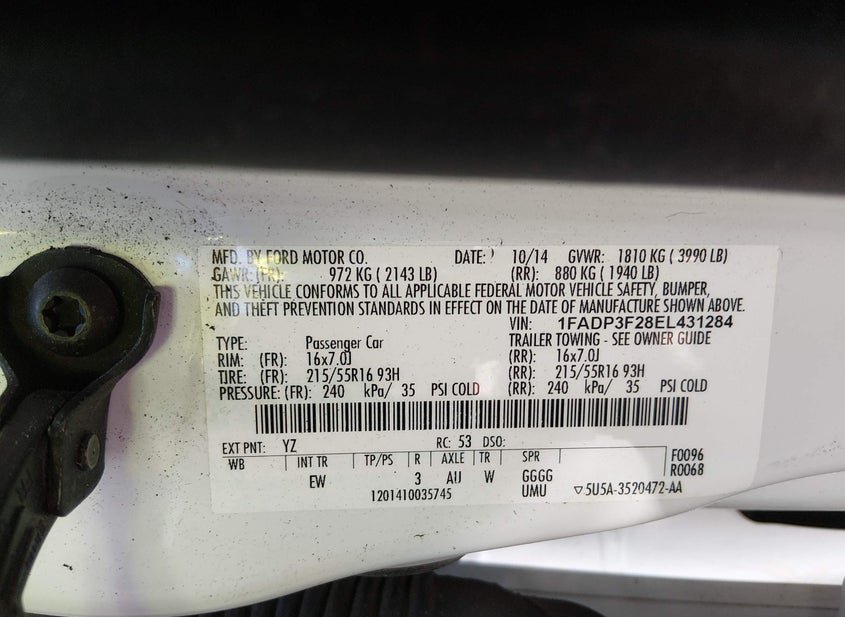 MFD. BY FORD MOTOR CO. DATE: 10/14 GVWR: 1810 KG ( 3990 LB)
GAWR:(FR): 972 KG ( 2143 LB) (RR): 880 KG ( 1940 LB)
THIS VEHICLE CONFORMS TO ALL APPLICABLE FEDERAL MOTOR VEHICLE SAFETY, BUMPER,
AND THEFT PREVENTION STANDARDS IN EFFECT ON THE DATE OF MANUFACTURE SHOWN ABOVE.
VIN: 1FADP3F28EL431284
TYPE: Passenger Car TRAILER TOWING - SEE OWNER GUIDE
RIM: (FR): 16x7.0J (RR): 16x7.0J
TIRE: (FR): 215/55R16 93H (RR): 215/55R16 93H
PRESSURE:(FR): 240 kPa/ 35 PSI COLD (RR): 240 kPa/ 35 PSI COLD
EXT PNT: YZ RC: 53 DSO:
WB INT TR TP/PS R AXLE TR SPR F0096
EW 3 AU W GGGG R0068
1201410035745 UMU ▽5U5A-3520472-AA